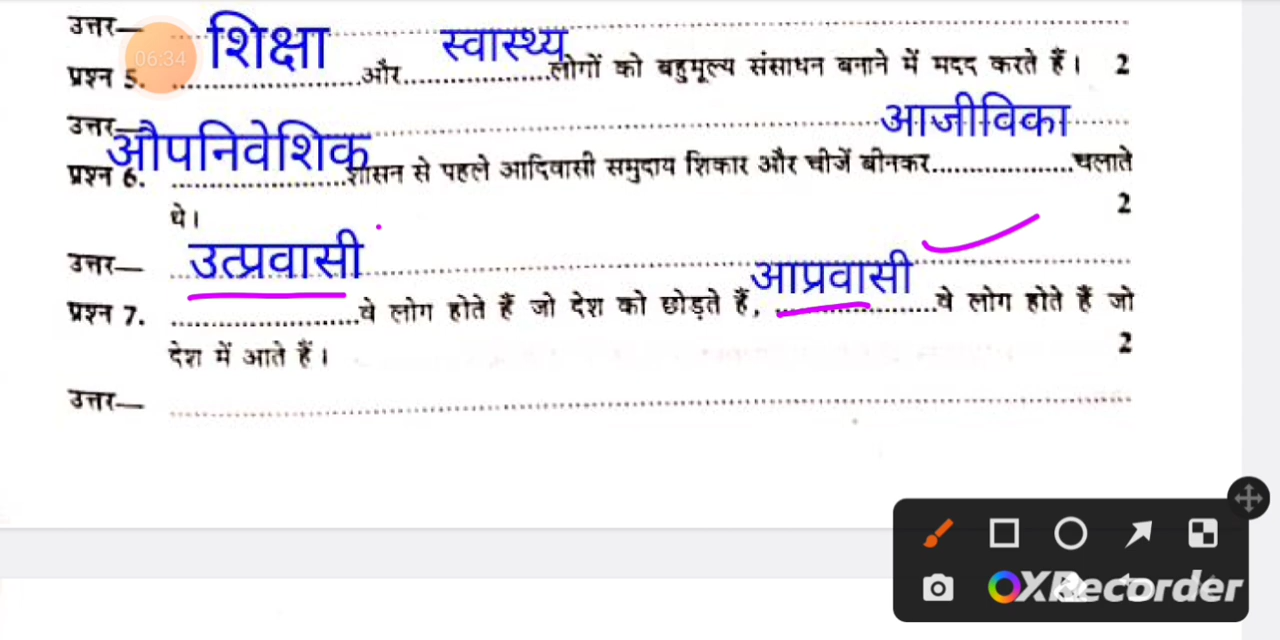 उत्तर—
06:34
शिक्षा स्वास्थ्य
प्रश्न 5. ....................और....................लोगों को बहुमूल्य संसाधन बनाने में मदद करते हैं। 2
उत्तर—
औपनिवेशिक आजीविका
प्रश्न 6. ....................शासन से पहले आदिवासी समुदाय शिकार और चीजें बीनकर....................चलाते
थे। 2
उत्तर—
उत्प्रवासी आप्रवासी
प्रश्न 7. ....................वे लोग होते हैं जो देश को छोड़ते हैं, ....................वे लोग होते हैं जो
देश में आते हैं। 2
उत्तर—
XRecorder